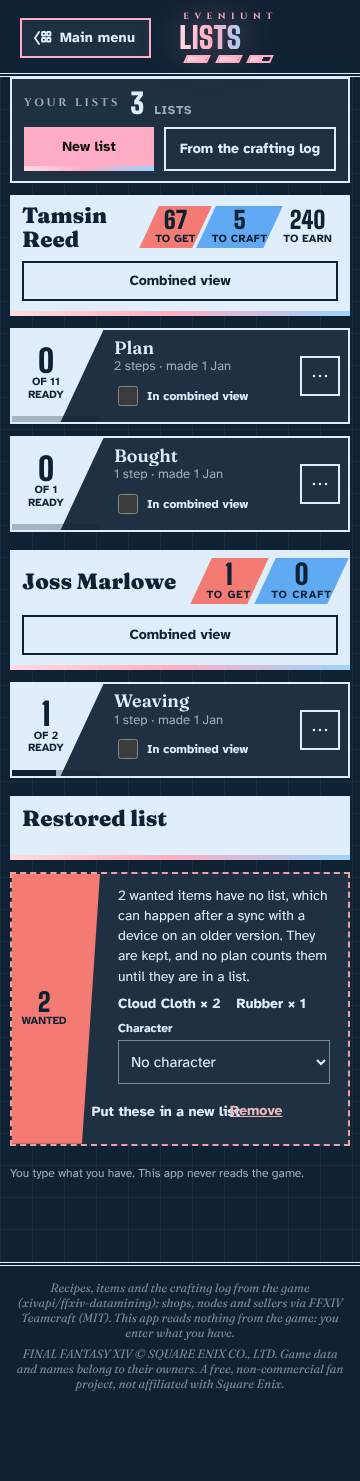 Main menu
EVENIUNT
LISTS
YOUR LISTS 3 LISTS
New list
From the crafting log
Tamsin Reed
67 TO GET
5 TO CRAFT
240 TO EARN
Combined view
0 OF 11 READY
Plan
2 steps · made 1 Jan
In combined view
...
0 OF 1 READY
Bought
1 step · made 1 Jan
In combined view
...
Joss Marlowe
1 TO GET
0 TO CRAFT
Combined view
1 OF 2 READY
Weaving
1 step · made 1 Jan
In combined view
...
Restored list
2 WANTED
2 wanted items have no list, which
can happen after a sync with a
device on an older version. They
are kept, and no plan counts them
until they are in a list.
Cloud Cloth × 2 Rubber × 1
Character
No character
Put these in a new list
Remove
You type what you have. This app never reads the game.
Recipes, items and the crafting log from the game
(xivapi/ffxiv-datamining); shops, nodes and sellers via FFXIV
Teamcraft (MIT). This app reads nothing from the game: you
enter what you have.
FINAL FANTASY XIV © SQUARE ENIX CO., LTD. Game data
and names belong to their owners. A free, non-commercial fan
project, not affiliated with Square Enix.